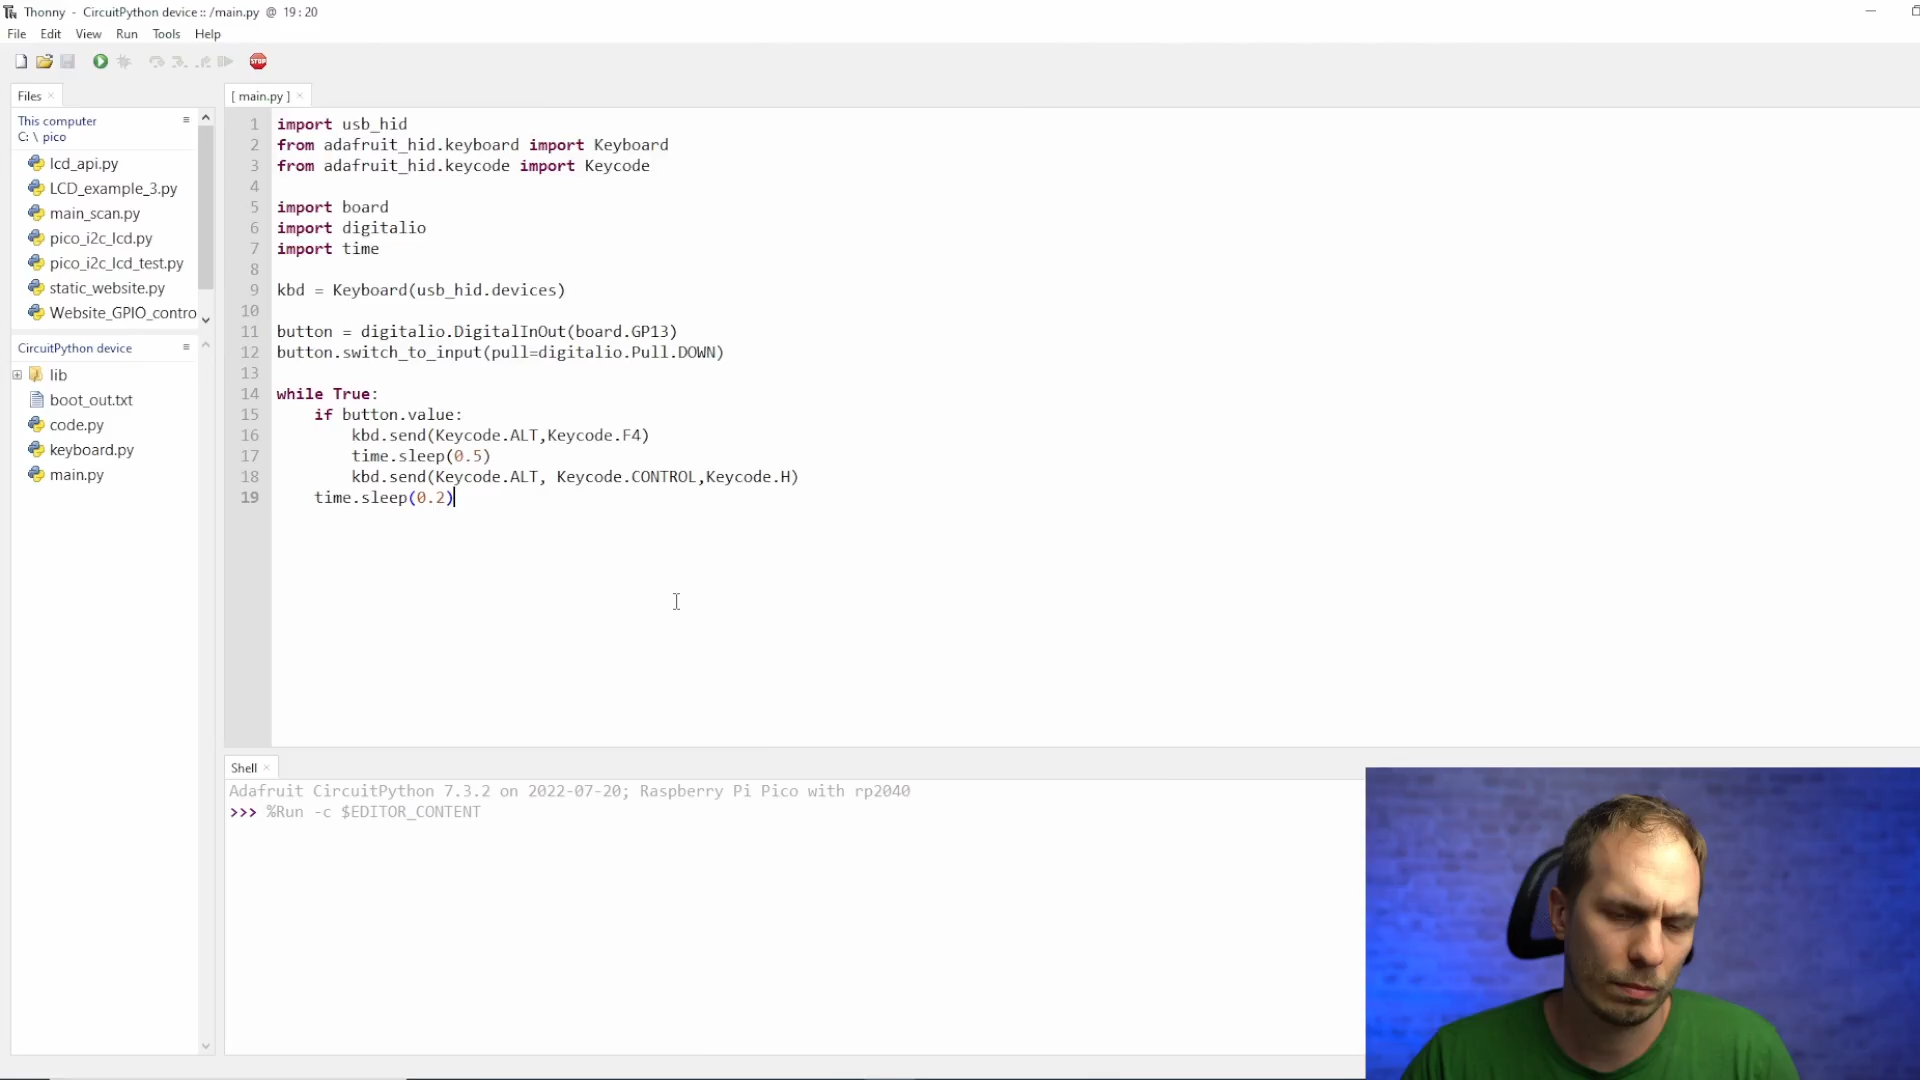 Thonny - CircuitPython device :: /main.py @ 19 : 20
File Edit View Run Tools Help
STOP
Files
[ main.py ]
This computer
C: \ pico
lcd_api.py
LCD_example_3.py
main_scan.py
pico_i2c_lcd.py
pico_i2c_lcd_test.py
static_website.py
Website_GPIO_contro
CircuitPython device
lib
boot_out.txt
code.py
keyboard.py
main.py
1 import usb_hid
2 from adafruit_hid.keyboard import Keyboard
3 from adafruit_hid.keycode import Keycode
4
5 import board
6 import digitalio
7 import time
8
9 kbd = Keyboard(usb_hid.devices)
10
11 button = digitalio.DigitalInOut(board.GP13)
12 button.switch_to_input(pull=digitalio.Pull.DOWN)
13
14 while True:
15     if button.value:
16         kbd.send(Keycode.ALT,Keycode.F4)
17         time.sleep(0.5)
18         kbd.send(Keycode.ALT, Keycode.CONTROL,Keycode.H)
19     time.sleep(0.2)
Shell
Adafruit CircuitPython 7.3.2 on 2022-07-20; Raspberry Pi Pico with rp2040
>>> %Run -c $EDITOR_CONTENT